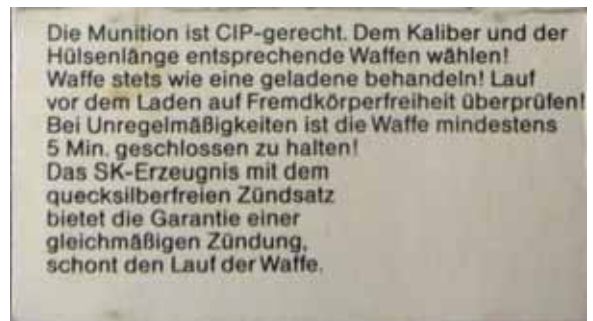 Die Munition ist CIP-gerecht. Dem Kaliber und der
Hülsenlänge entsprechende Waffen wählen!
Waffe stets wie eine geladene behandeln! Lauf
vor dem Laden auf Fremdkörperfreiheit überprüfen!
Bei Unregelmäßigkeiten ist die Waffe mindestens
5 Min. geschlossen zu halten!
Das SK-Erzeugnis mit dem
quecksilberfreien Zündsatz
bietet die Garantie einer
gleichmäßigen Zündung,
schont den Lauf der Waffe.